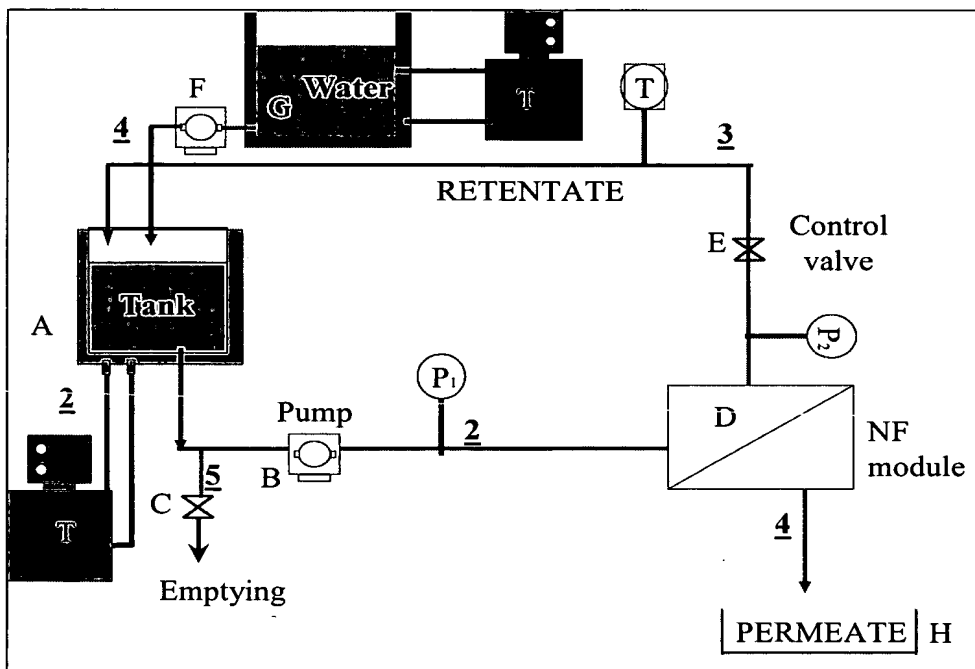 F
G
Water
T
T
4
3
RETENTATE
E
Control
valve
Tank
A
P₂
P₁
2
Pump
2
D
NF
module
B
5
C
T
4
Emptying
PERMEATE
H